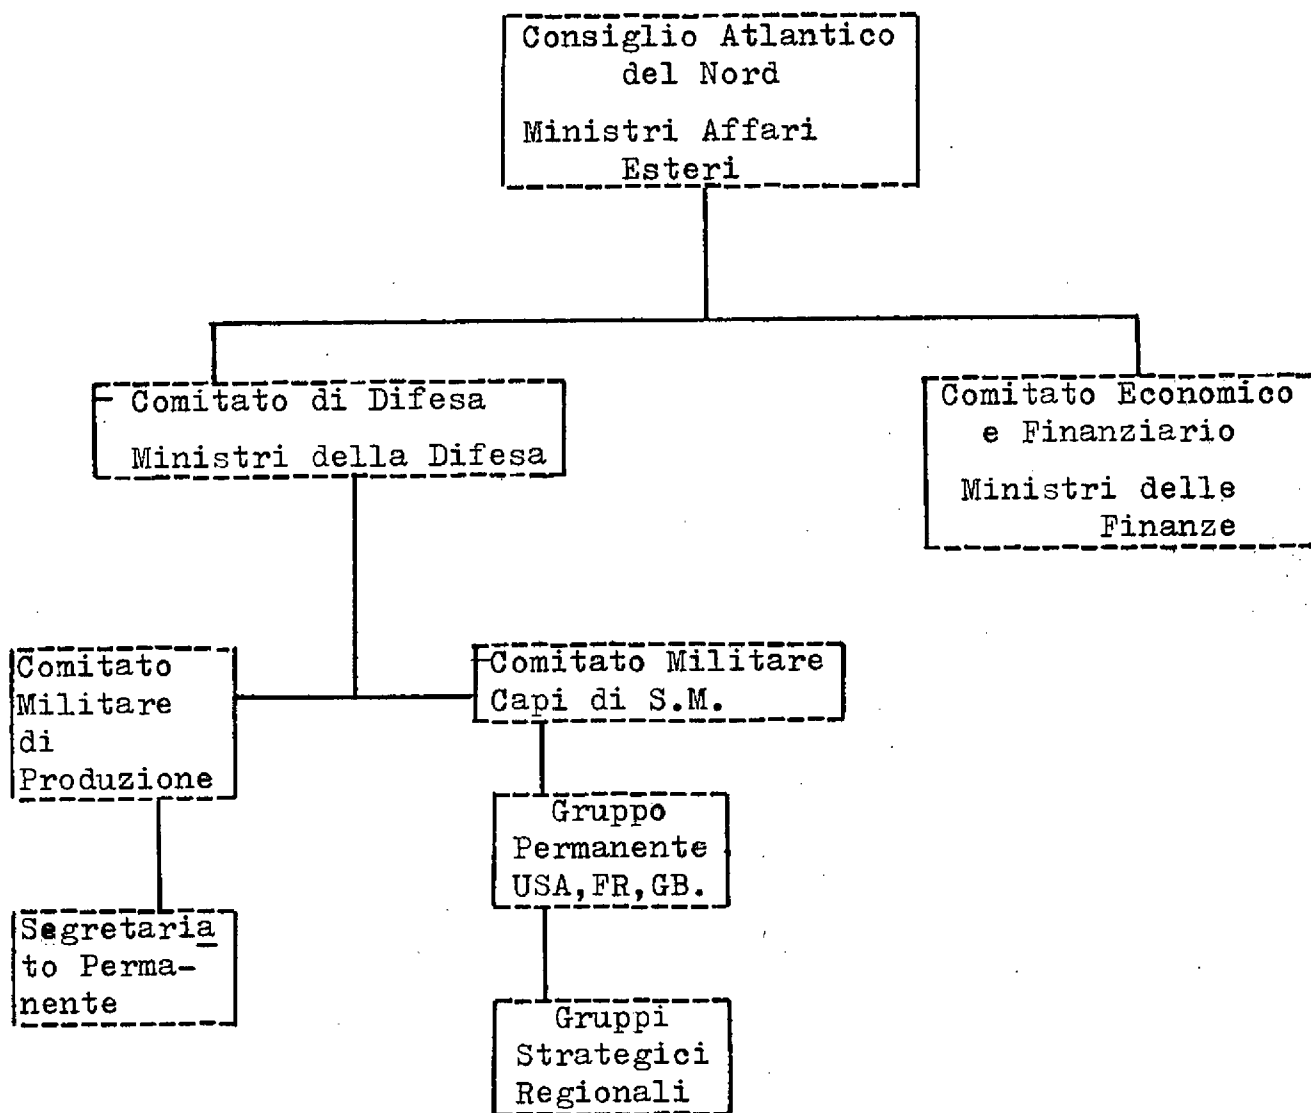 Consiglio Atlantico
del Nord
Ministri Affari
Esteri
Comitato di Difesa
Ministri della Difesa
Comitato Economico
e Finanziario
Ministri delle
Finanze
Comitato
Militare
di
Produzione
Comitato Militare
Capi di S.M.
Gruppo
Permanente
USA,FR,GB.
Segretaria
to Perma-
nente
Gruppi
Strategici
Regionali